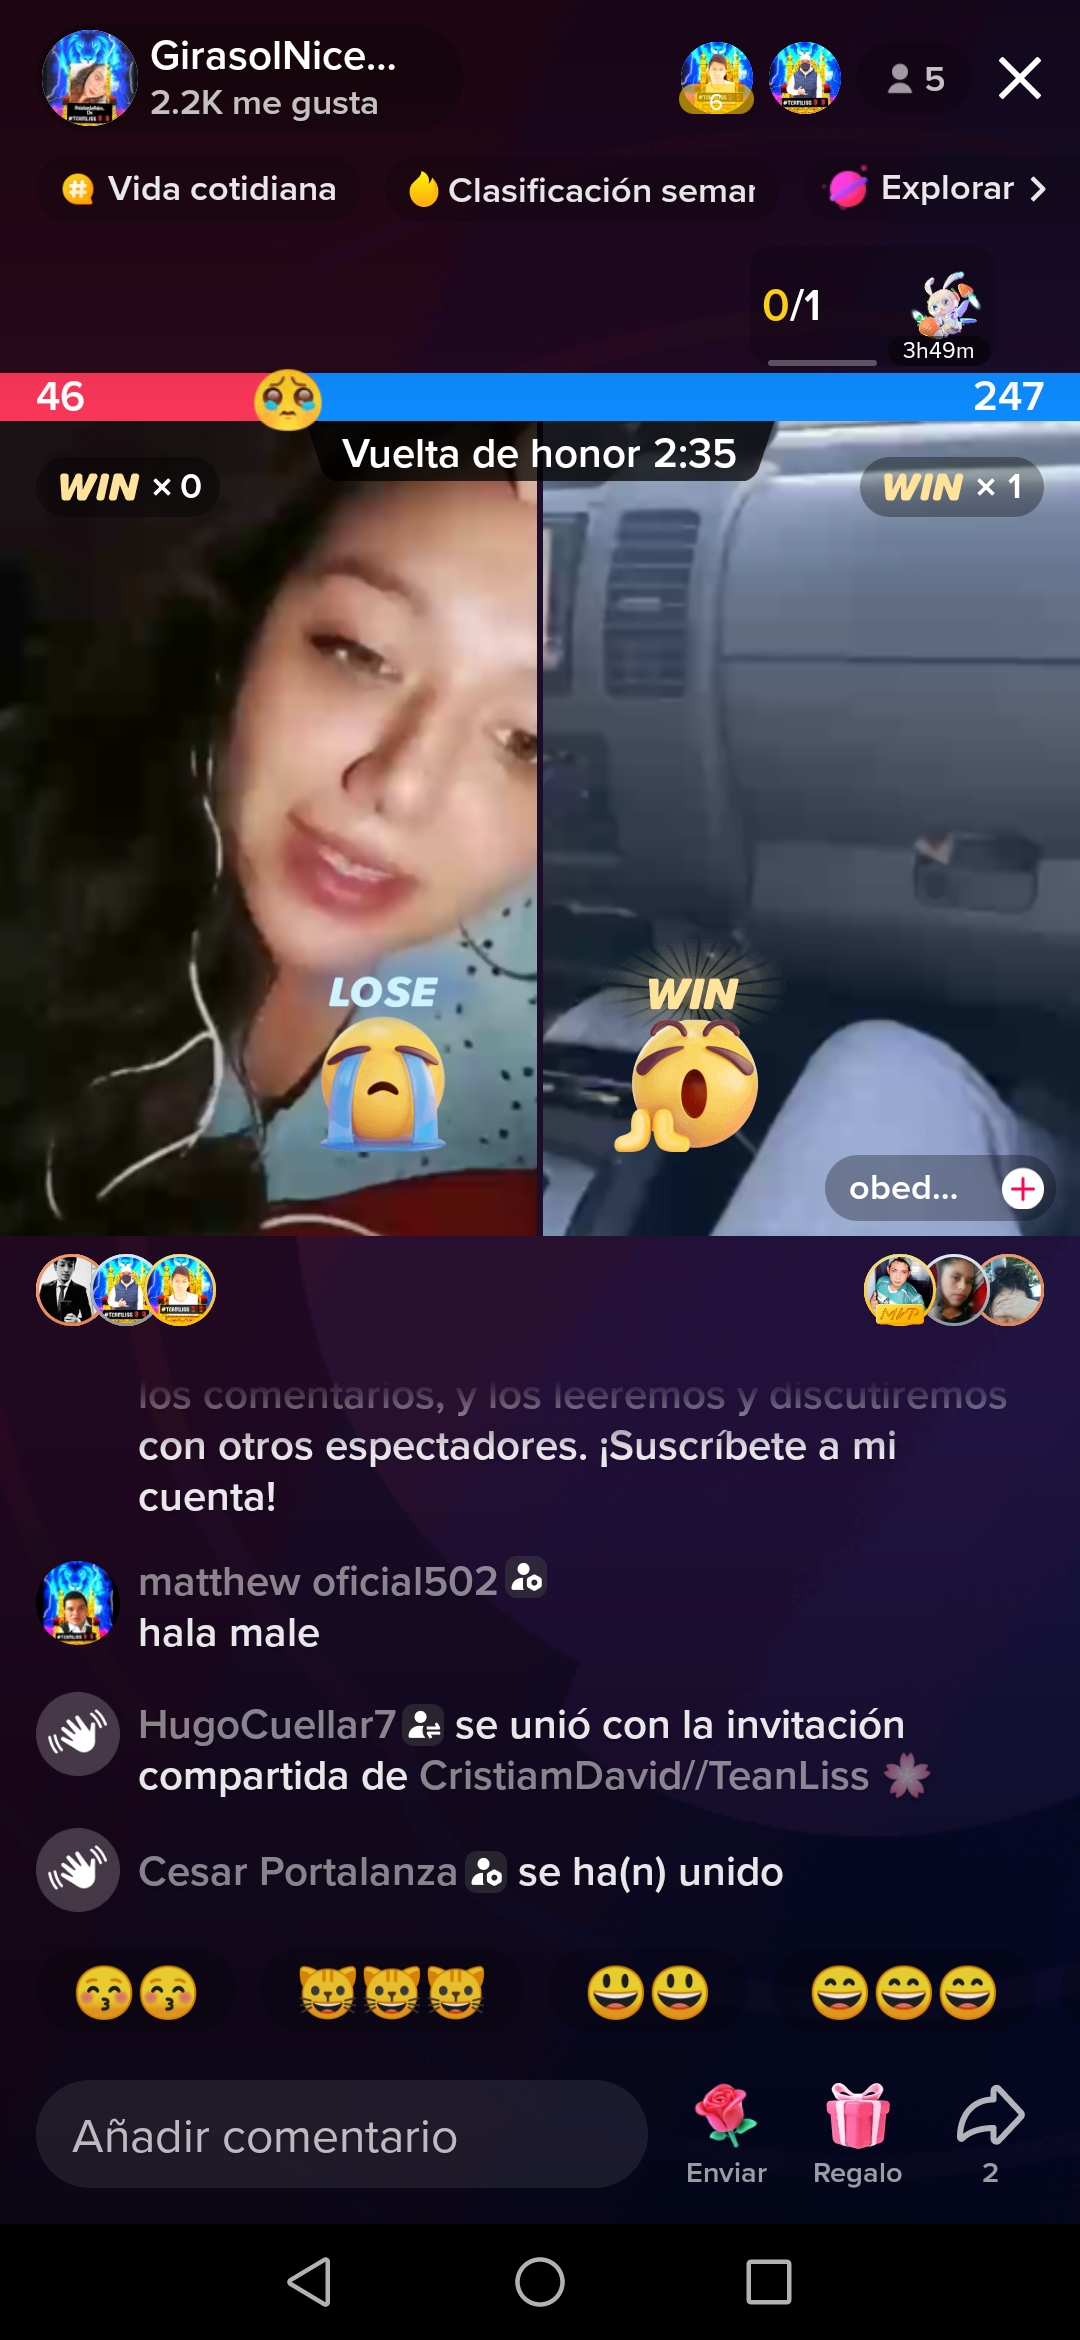 GirasolNice...
2.2K me gusta
6
5
Vida cotidiana
Clasificación semar
Explorar
0/1
3h49m
46
247
Vuelta de honor 2:35
WIN × 0
WIN × 1
LOSE
WIN
obed...
MVP
los comentarios, y los leeremos y discutiremos
con otros espectadores. ¡Suscríbete a mi
cuenta!
matthew oficial502
hala male
HugoCuellar7 se unió con la invitación
compartida de CristiamDavid//TeanLiss 🌸
Cesar Portalanza se ha(n) unido
Añadir comentario
Enviar
Regalo
2